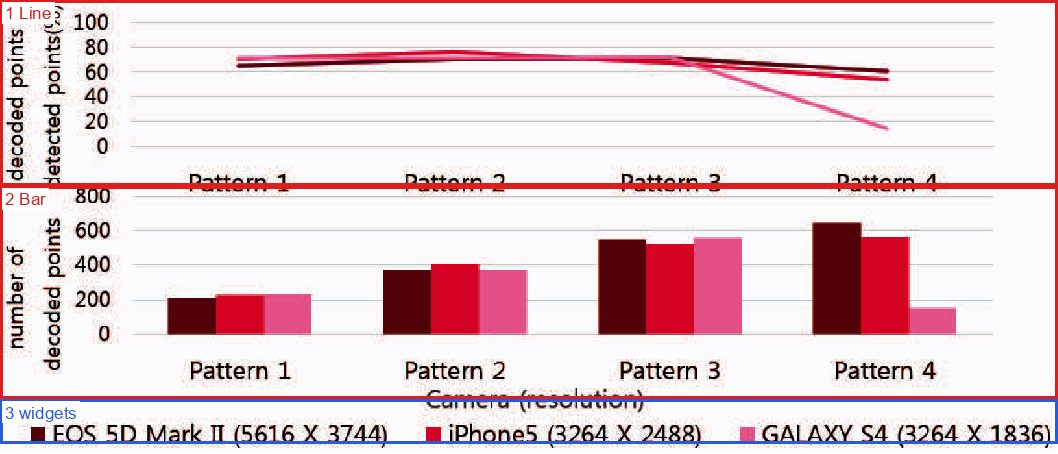 1 Line
decoded points
detected points(%)
100
80
60
40
20
0
Pattern 1 Pattern 2 Pattern 3 Pattern 4
2 Bar
number of
decoded points
800
600
400
200
0
Pattern 1 Pattern 2 Pattern 3 Pattern 4
Camera (resolution)
3 widgets
EOS 5D Mark II (5616 X 3744) iPhone5 (3264 X 2488) GALAXY S4 (3264 X 1836)